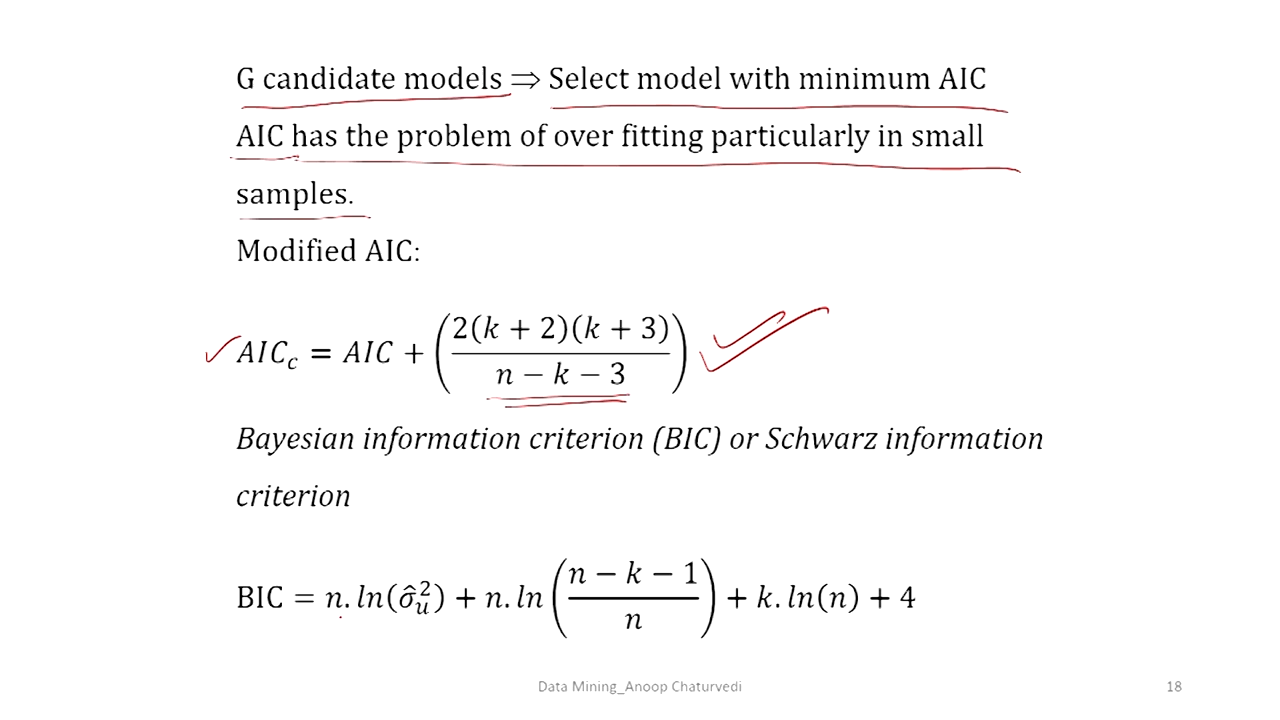 G candidate models ⟹ Select model with minimum AIC
AIC has the problem of over fitting particularly in small
samples.
Modified AIC:
AIC_c = AIC + (2(k + 2)(k + 3) / (n − k − 3))
Bayesian information criterion (BIC) or Schwarz information
criterion
BIC = n. ln(σ̂_u^2) + n. ln((n − k − 1) / n) + k. ln(n) + 4
Data Mining_Anoop Chaturvedi
18